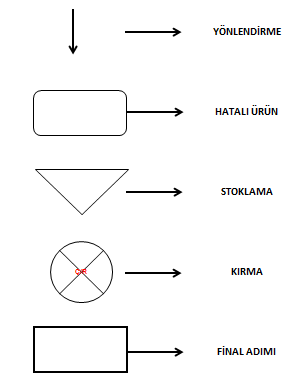 YÖNLENDİRME
HATALI ÜRÜN
STOKLAMA
KIRMA
FİNAL ADIMI